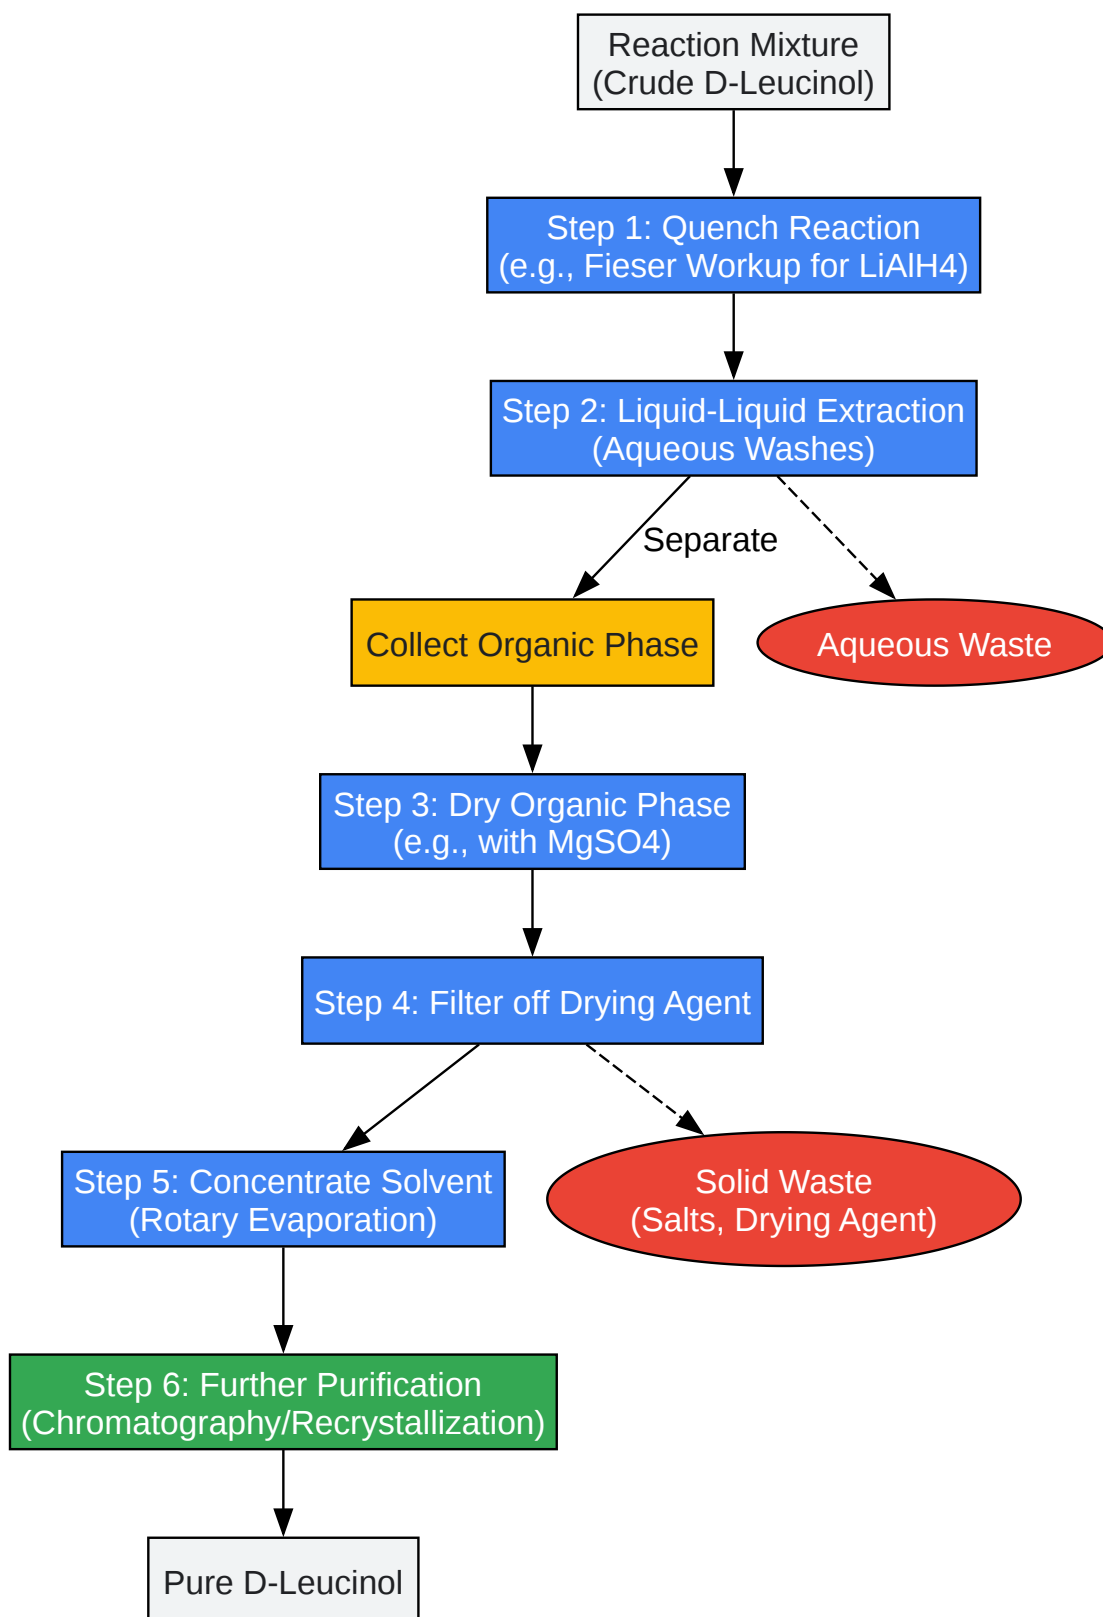 Reaction Mixture
(Crude D-Leucinol)
Step 1: Quench Reaction
(e.g., Fieser Workup for LiAlH4)
Step 2: Liquid-Liquid Extraction
(Aqueous Washes)
Separate
Collect Organic Phase
Aqueous Waste
Step 3: Dry Organic Phase
(e.g., with MgSO4)
Step 4: Filter off Drying Agent
Step 5: Concentrate Solvent
(Rotary Evaporation)
Solid Waste
(Salts, Drying Agent)
Step 6: Further Purification
(Chromatography/Recrystallization)
Pure D-Leucinol